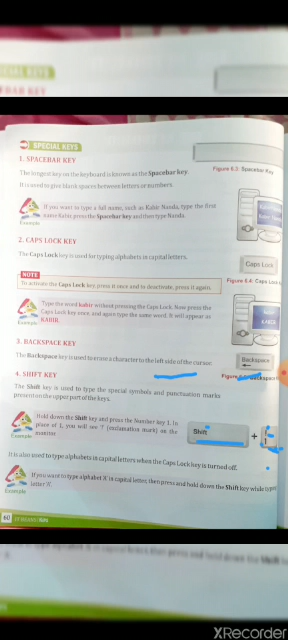 SPECIAL KEYS
1. SPACEBAR KEY
The longest key on the keyboard is known as the Spacebar key.
It is used to give blank spaces between letters or numbers.
Figure 6.3: Spacebar Key
If you want to type a full name, such as Kabir Nanda, type the first
name Kabir, press the Spacebar key and then type Nanda.
Example
2. CAPS LOCK KEY
The Caps Lock key is used for typing alphabets in capital letters.
Caps Lock
NOTE
To activate the Caps Lock key, press it once and to deactivate, press it again.
Figure 6.4: Caps Lock
Type the word kabir without pressing the Caps Lock. Now press the
Caps Lock key once, and again type the same word. It will appear as
KABIR.
Example
KABIR
3. BACKSPACE KEY
The Backspace key is used to erase a character to the left side of the cursor.
Backspace
4. SHIFT KEY
The Shift key is used to type the special symbols and punctuation marks
present on the upper part of the keys.
Hold down the Shift key and press the Number key 1. In
place of 1, you will see '!' (exclamation mark) on the
monitor.
Example
Shift
+
It is also used to type alphabets in capital letters when the Caps Lock key is turned off.
If you want to type alphabet 'A' in capital letter, then press and hold down the Shift key while
letter 'A'.
Example
60
XRecorder